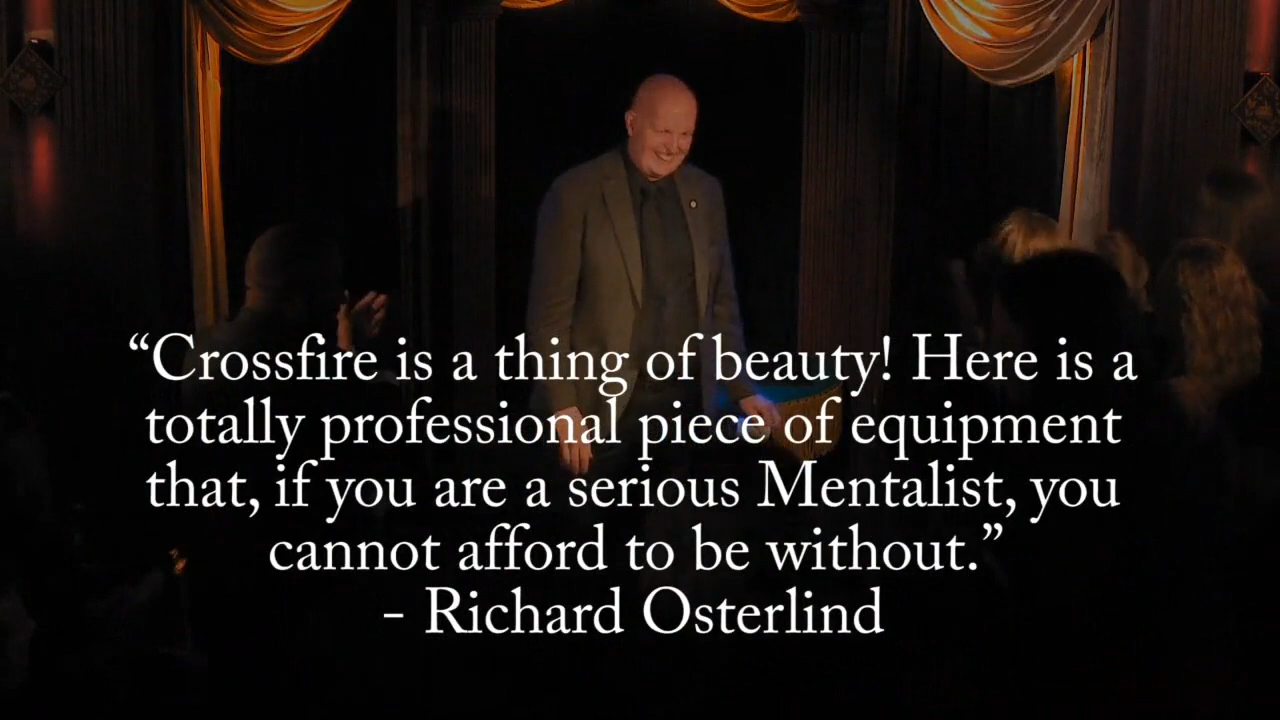 “Crossfire is a thing of beauty! Here is a
totally professional piece of equipment
that, if you are a serious Mentalist, you
cannot afford to be without.”
- Richard Osterlind